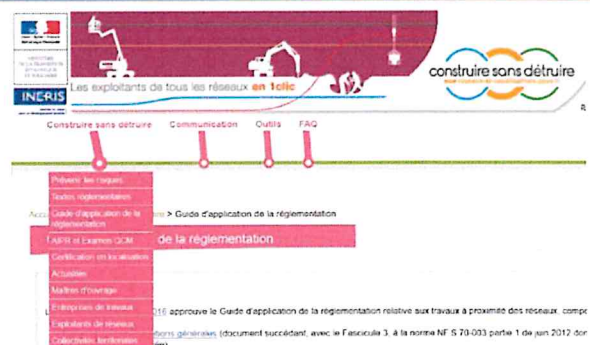 INERIS
Les exploitants de tous les réseaux en 1clic
construire sans détruire
Construire sans détruire Communication Outils FAQ
Prévenir les risques
Textes réglementaires
Guide d'application de la réglementation
> Guide d'application de la réglementation
AIPR et Examen QCM
de la réglementation
Certification en localisation
Actualités
Maîtres d'ouvrage
Entreprises de travaux
2016 approuve le Guide d'application de la réglementation relative aux travaux à proximité des réseaux, compo
Exploitants de réseaux
générales (document succédant, avec le Fascicule 3, à la norme NF S 70-003 partie 1 de juin 2012 don
Collectivités territoriales